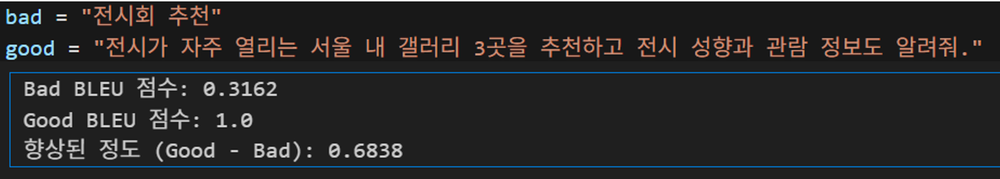 bad = "전시회 추천"
good = "전시가 자주 열리는 서울 내 갤러리 3곳을 추천하고 전시 성향과 관람 정보도 알려줘."
Bad BLEU 점수: 0.3162
Good BLEU 점수: 1.0
향상된 정도 (Good - Bad): 0.6838